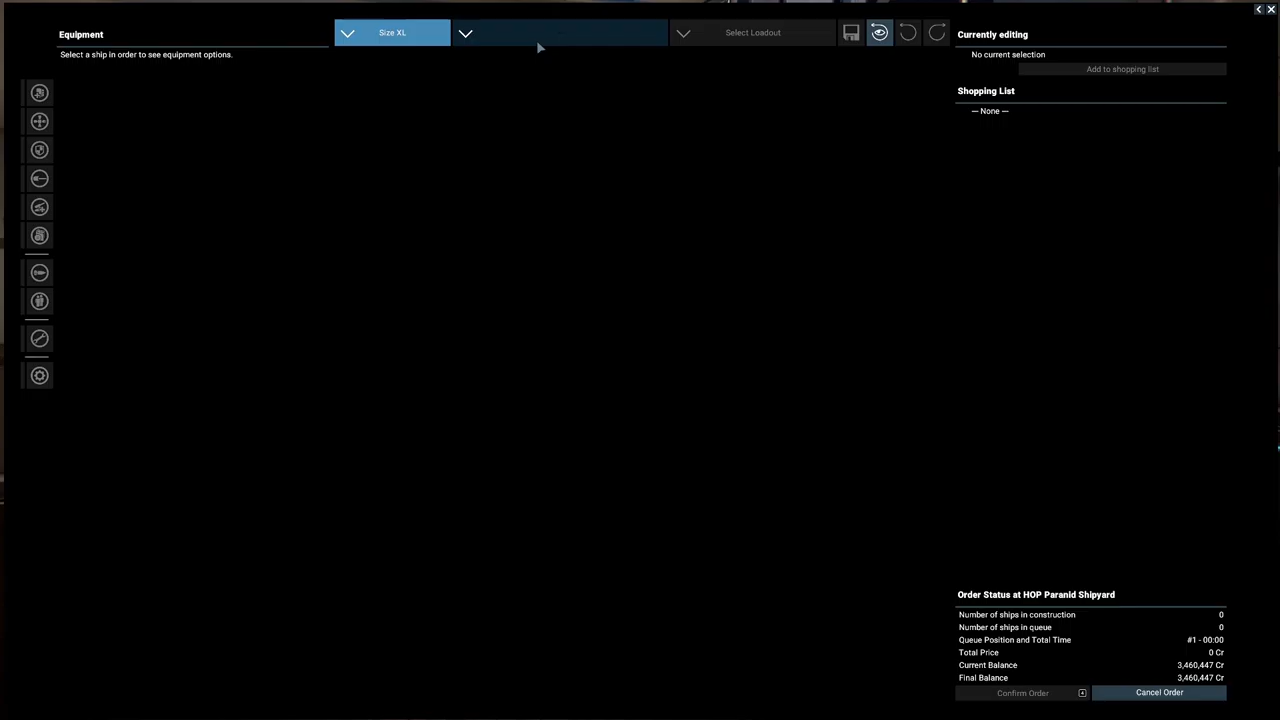 Equipment
Select a ship in order to see equipment options.
Size XL
Select Loadout
Currently editing
No current selection
Add to shopping list
Shopping List
— None —
Order Status at HOP Paranid Shipyard
Number of ships in construction 0
Number of ships in queue 0
Queue Position and Total Time #1 - 00:00
Total Price 0 Cr
Current Balance 3,460,447 Cr
Final Balance 3,460,447 Cr
Confirm Order
Cancel Order